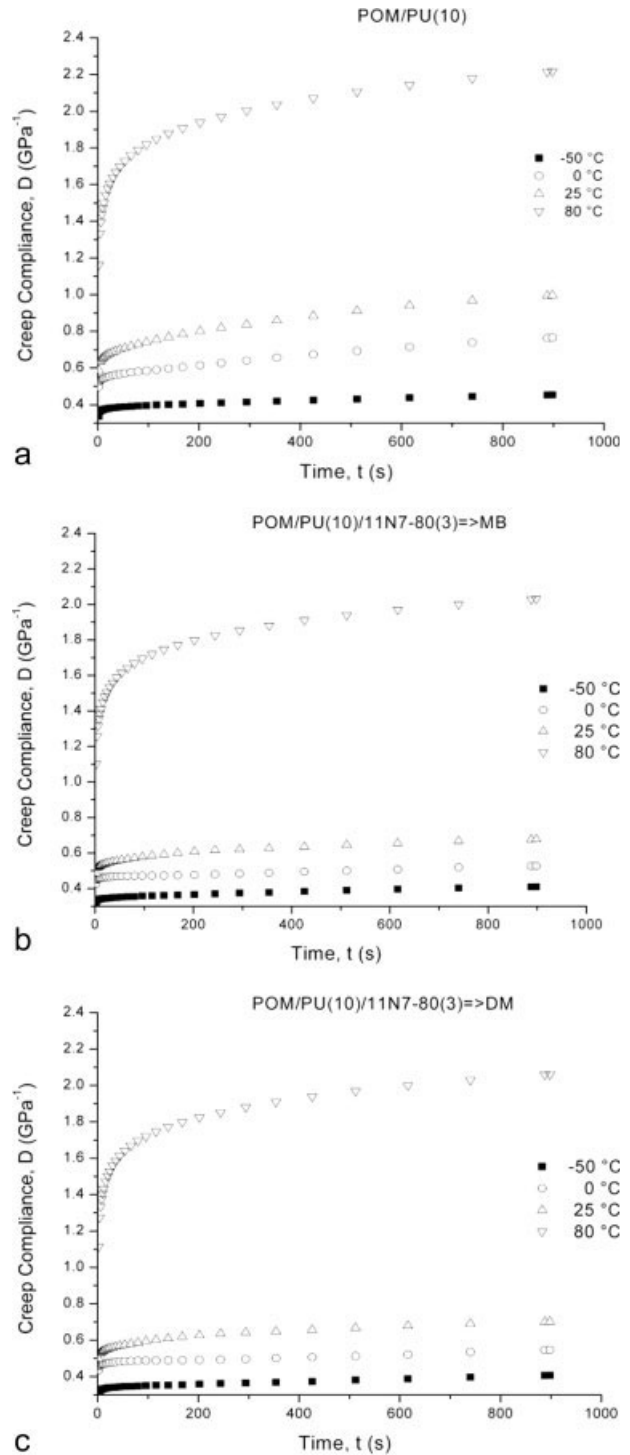 POM/PU(10)
2.4
2.2
2.0
1.8
1.6
1.4
1.2
1.0
0.8
0.6
0.4
Creep Compliance, D (GPa⁻¹)
-50 °C
0 °C
25 °C
80 °C
0 200 400 600 800 1000
Time, t (s)
a
POM/PU(10)/11N7-80(3)=>MB
2.4
2.2
2.0
1.8
1.6
1.4
1.2
1.0
0.8
0.6
0.4
Creep Compliance, D (GPa⁻¹)
-50 °C
0 °C
25 °C
80 °C
0 200 400 600 800 1000
Time, t (s)
b
POM/PU(10)/11N7-80(3)=>DM
2.4
2.2
2.0
1.8
1.6
1.4
1.2
1.0
0.8
0.6
0.4
Creep Compliance, D (GPa⁻¹)
-50 °C
0 °C
25 °C
80 °C
0 200 400 600 800 1000
Time, t (s)
c